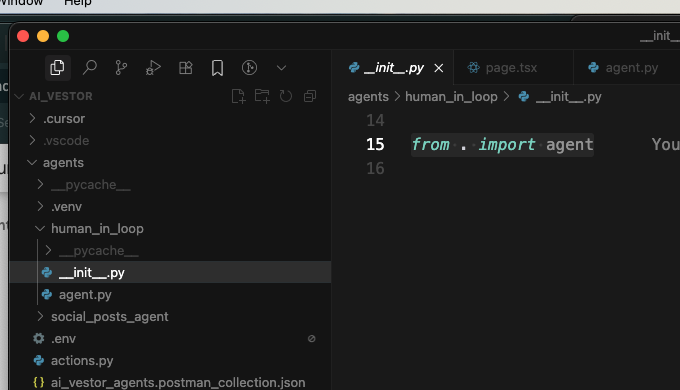 Window Help
__init_
AI_VESTOR
__init__.py page.tsx agent.py
agents > human_in_loop > __init__.py
.cursor
.vscode
agents
__pycache__
.venv
human_in_loop
__pycache__
__init__.py
agent.py
social_posts_agent
.env
actions.py
{} ai_vestor_agents.postman_collection.json
14
15 from . import agent You
16